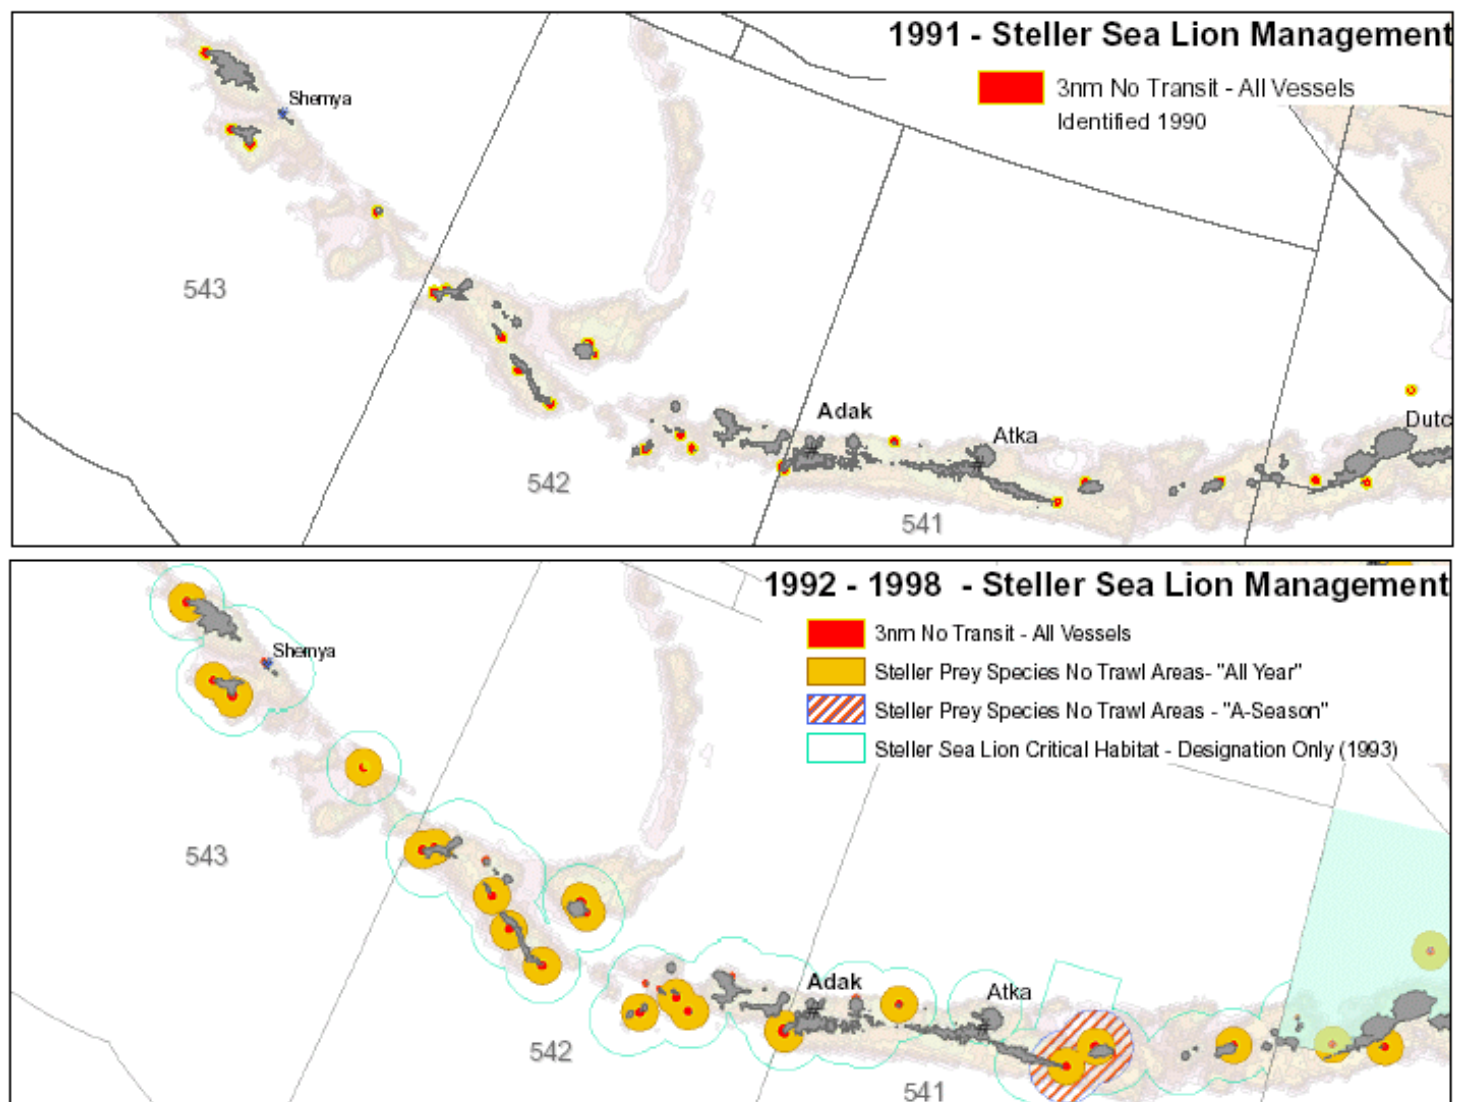 1991 - Steller Sea Lion Management
3nm No Transit - All Vessels
Identified 1990
Shemya
543
Adak
Atka
Dutc
542
541
1992 - 1998 - Steller Sea Lion Management
3nm No Transit - All Vessels
Steller Prey Species No Trawl Areas- "All Year"
Steller Prey Species No Trawl Areas - "A-Season"
Steller Sea Lion Critical Habitat - Designation Only (1993)
Shemya
543
Adak
Atka
542
541